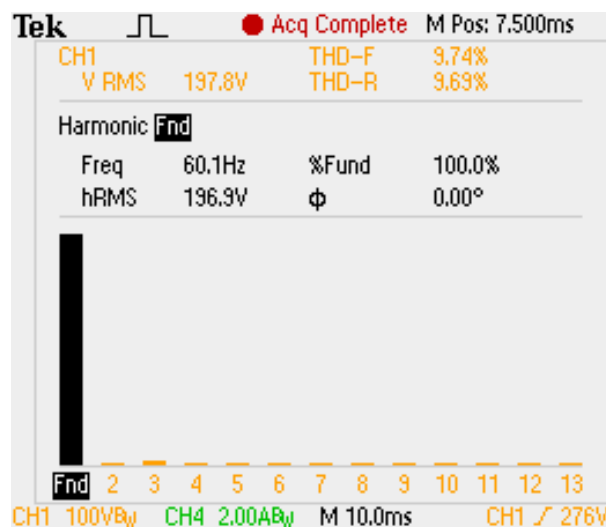 Tek Acq Complete M Pos: 7.500ms
CH1 THD-F 9.74%
V RMS 197.8V THD-R 9.69%
Harmonic Fnd
Freq 60.1Hz %Fund 100.0%
hRMS 196.9V ϕ 0.00°
Fnd 2 3 4 5 6 7 8 9 10 11 12 13
CH1 100VBw CH4 2.00ABw M 10.0ms CH1 / 276V